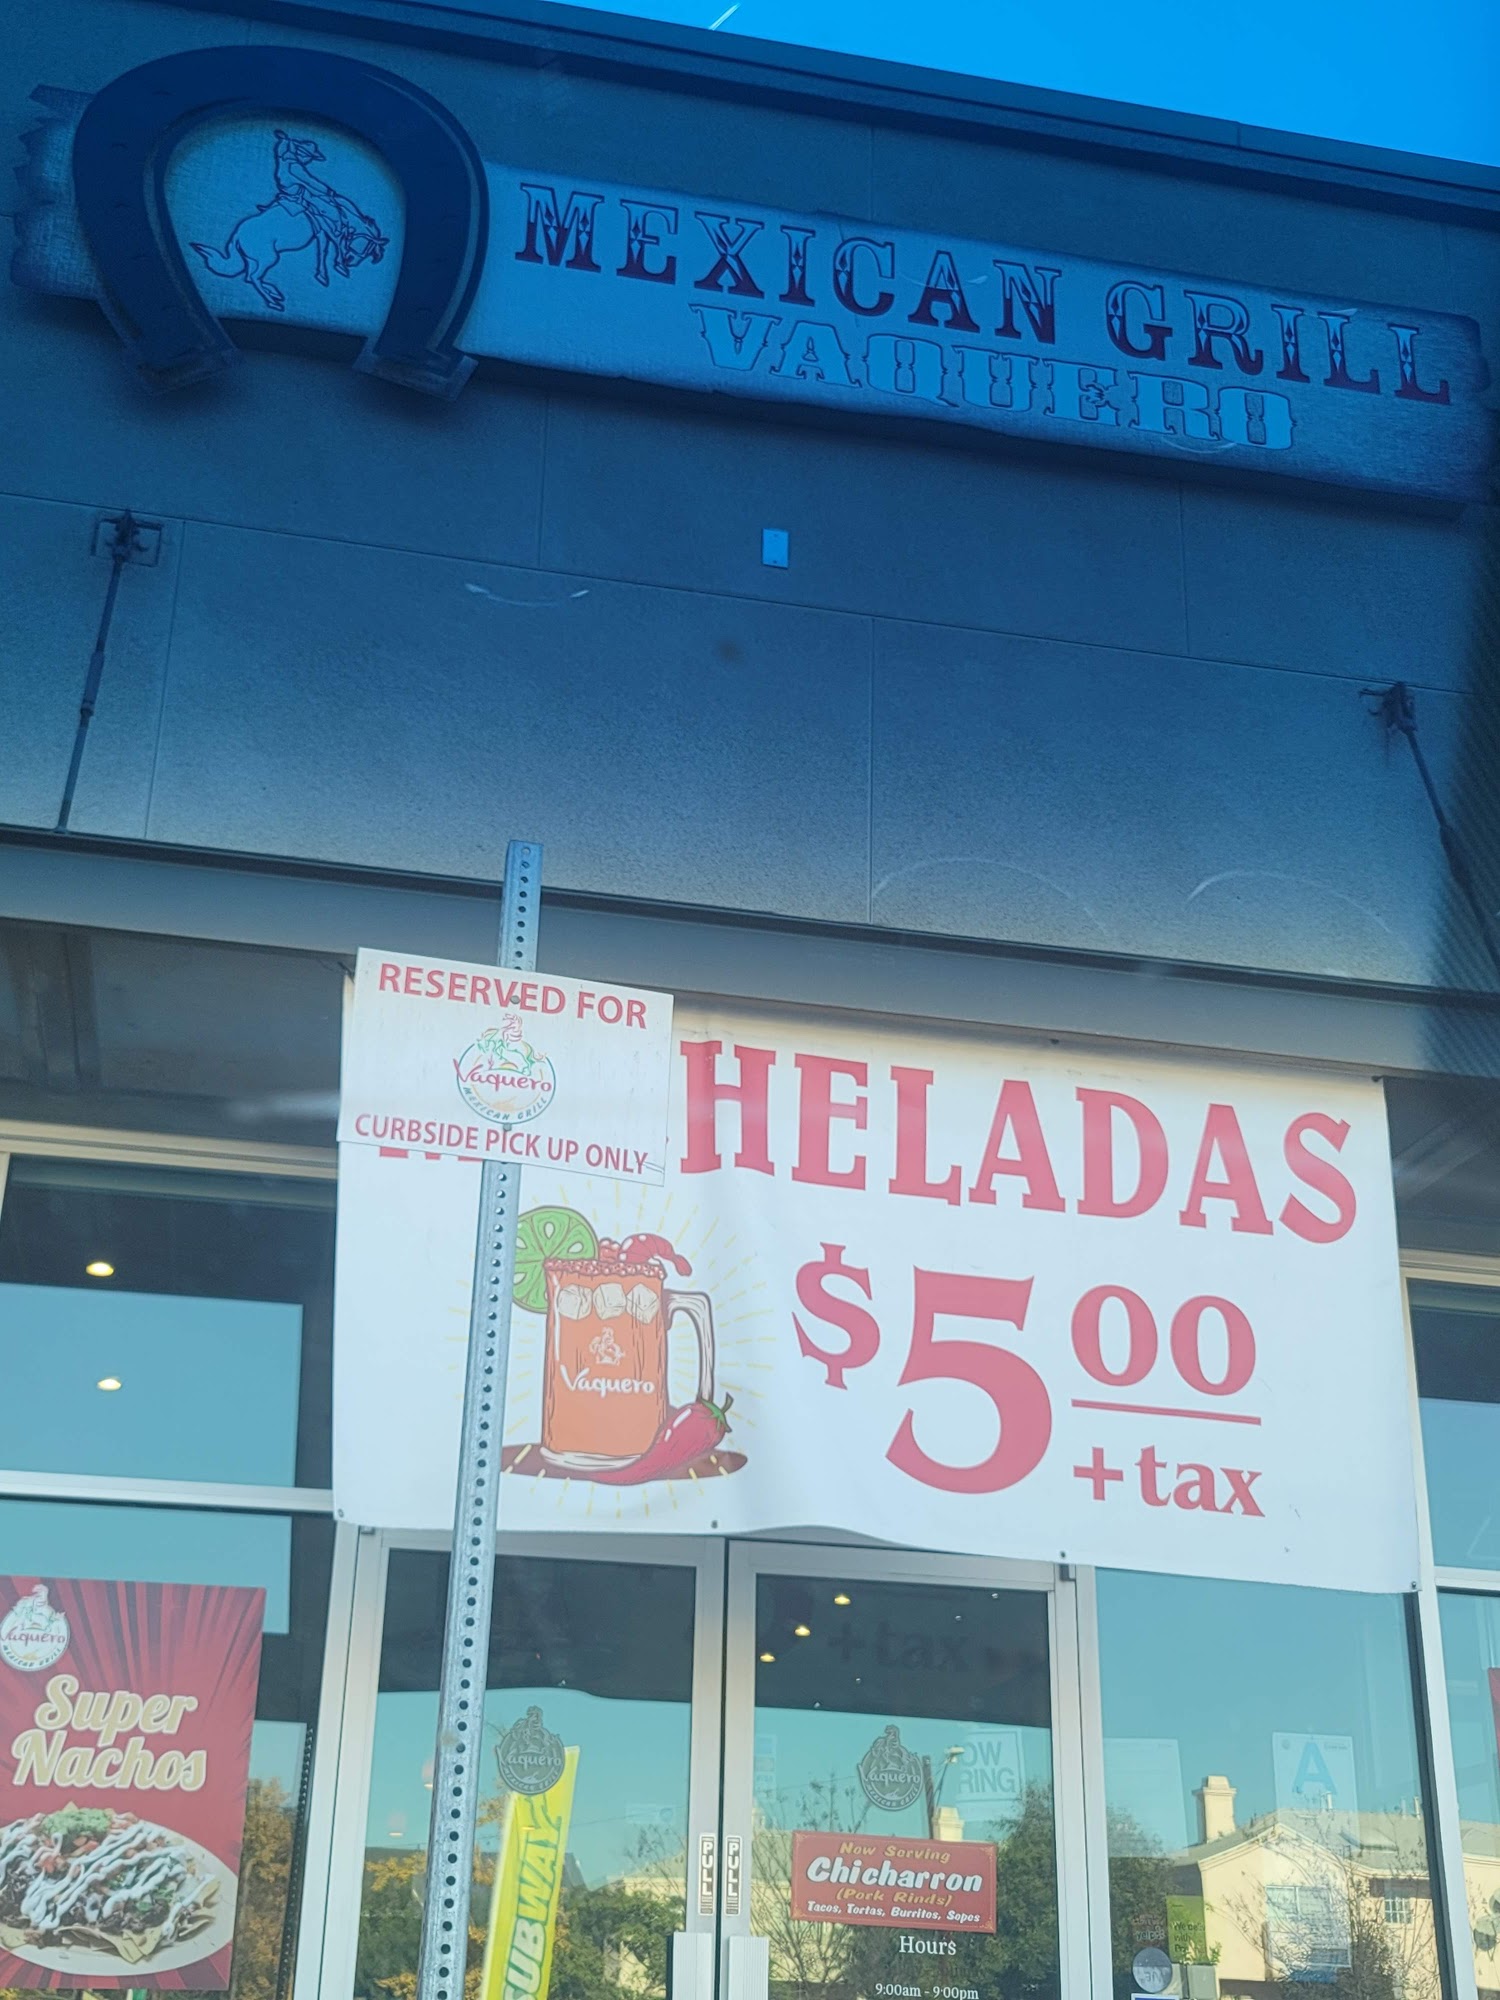 MEXICAN GRILL
VAQUERO
RESERVED FOR
Vaquero
MEXICAN GRILL
CURBSIDE PICK UP ONLY
HELADAS
$5.00
+tax
Vaquero
Vaquero
MEXICAN GRILL
Super
Nachos
Vaquero
Vaquero
SUBWAY
OW
RING
A
PULL
PULL
Now Serving
Chicharron
(Pork Rinds)
Tacos, Tortas, Burritos, Sopes
Hours
9:00am - 9:00pm